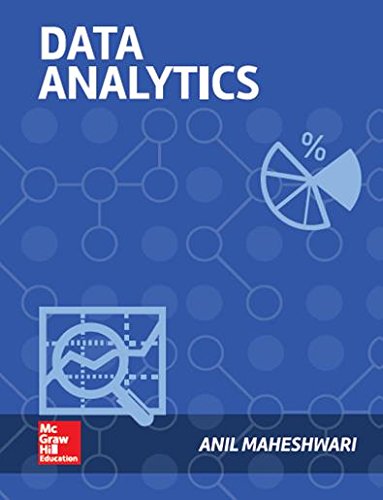 DATA
ANALYTICS
%
Mc
Graw
Hill
Education
ANIL MAHESHWARI